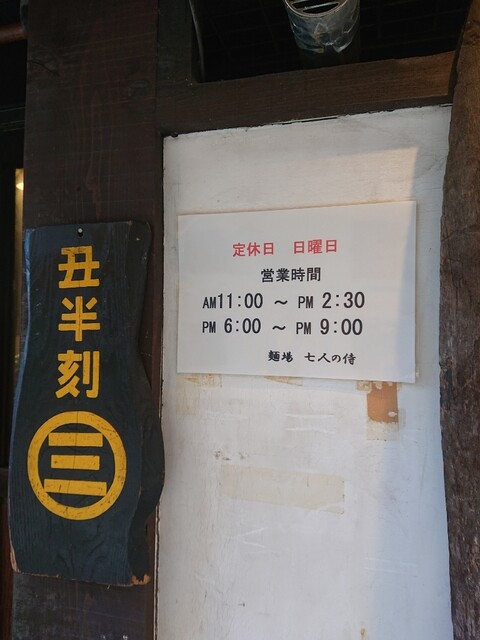 丑半刻
三
定休日 日曜日
営業時間
AM11:00 ～ PM 2:30
PM 6:00 ～ PM 9:00
麺場 七人の侍